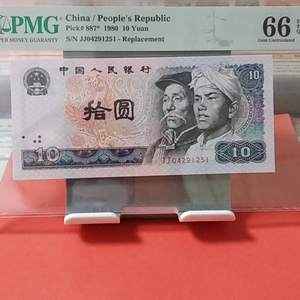 PMG
PAPER MONEY GUARANTY
China / People's Republic
Pick# 887* 1980 10 Yuan
S/N JJ04291251 - Replacement
66
Gem Uncirculated
中国人民银行
10
拾圆
10
JJ04291251
10